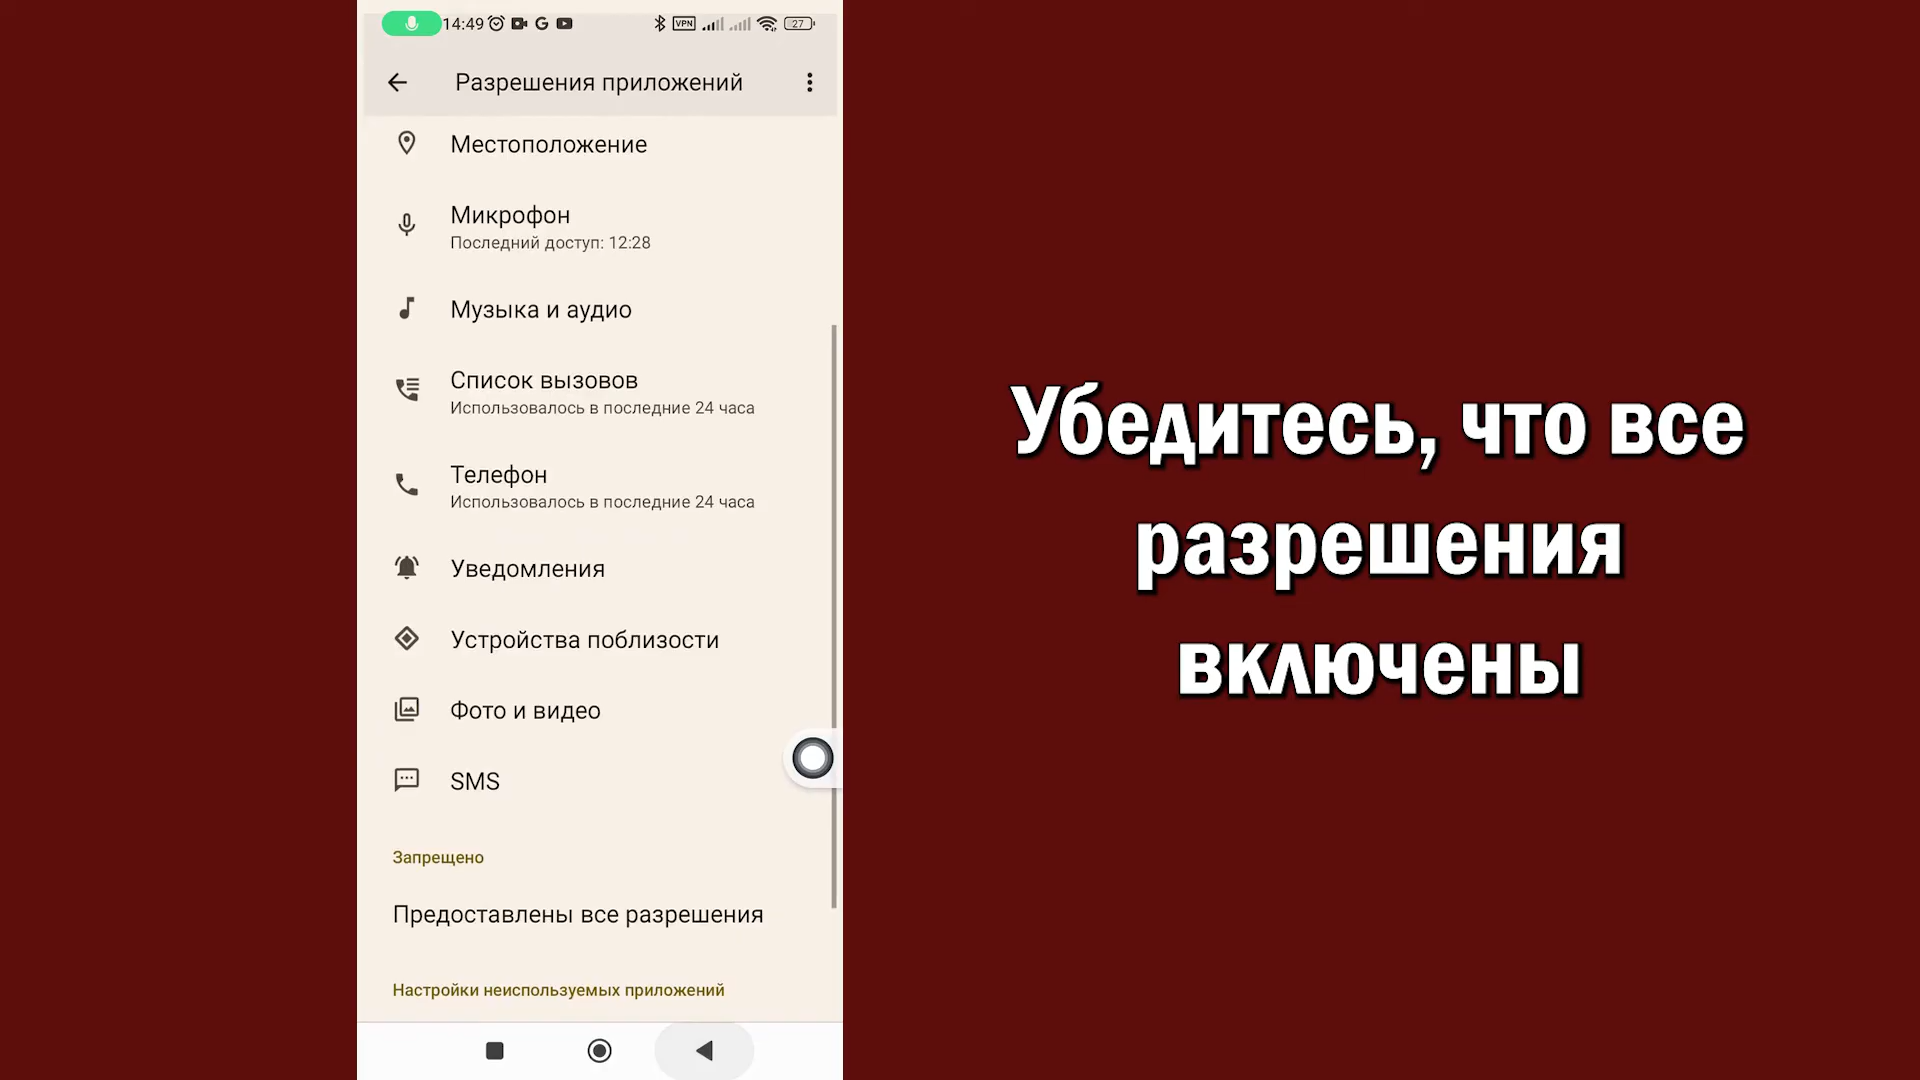 14:49
VPN
27
Разрешения приложений
Местоположение
Микрофон
Последний доступ: 12:28
Музыка и аудио
Список вызовов
Использовалось в последние 24 часа
Телефон
Использовалось в последние 24 часа
Уведомления
Устройства поблизости
Фото и видео
SMS
Запрещено
Предоставлены все разрешения
Настройки неиспользуемых приложений
Убедитесь, что все
разрешения
включены